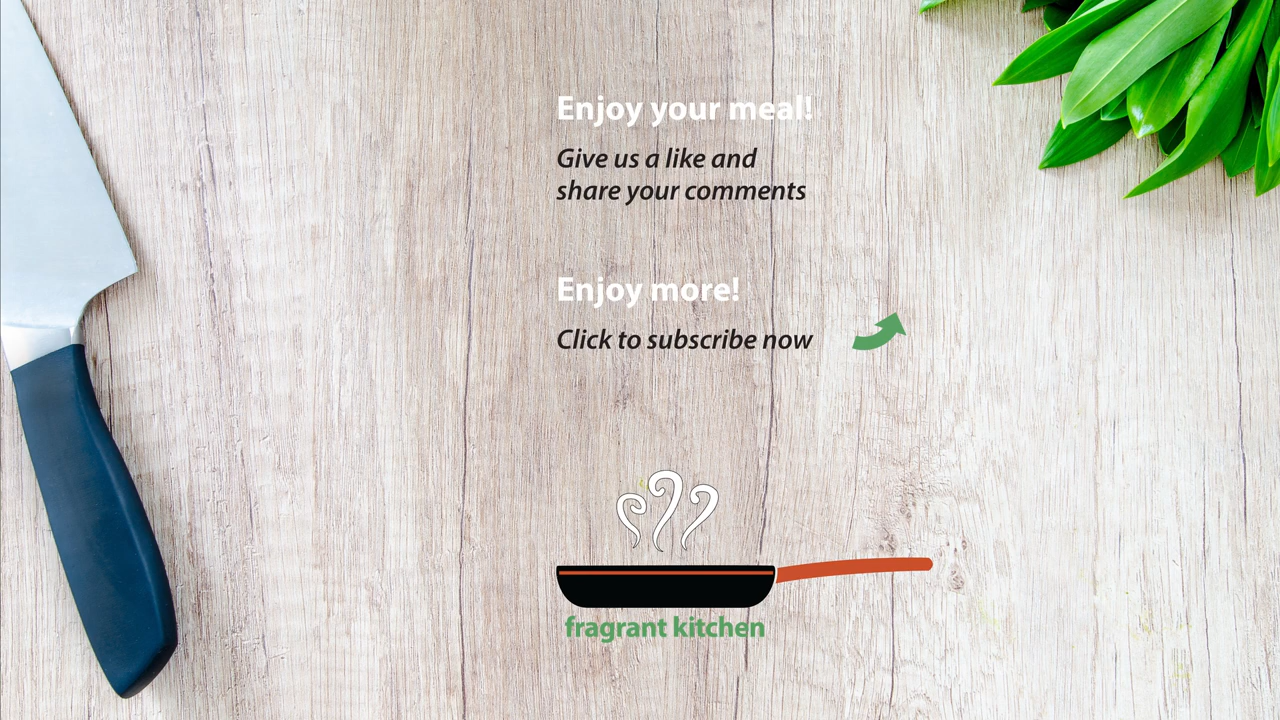 Enjoy your meal!
Give us a like and
share your comments
Enjoy more!
Click to subscribe now
fragrant kitchen